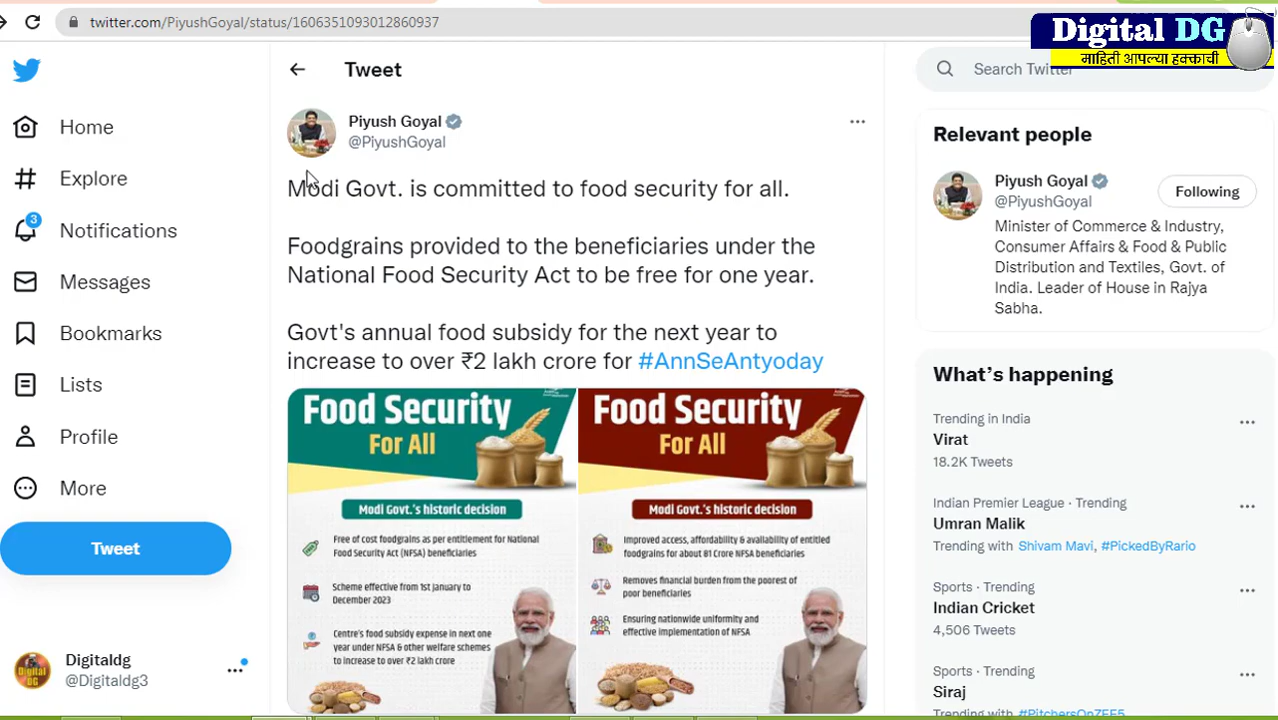 twitter.com/PiyushGoyal/status/1606351093012860937
Digital DG
माहिती आपल्या हक्काची
Home
Explore
3
Notifications
Messages
Bookmarks
Lists
Profile
More
Tweet
Digitaldg
@Digitaldg3
Tweet
Piyush Goyal
@PiyushGoyal
Modi Govt. is committed to food security for all.
Foodgrains provided to the beneficiaries under the
National Food Security Act to be free for one year.
Govt's annual food subsidy for the next year to
increase to over ₹2 lakh crore for #AnnSeAntyoday
Food Security
For All
Modi Govt.'s historic decision
Free of cost foodgrains as per entitlement for National
Food Security Act (NFSA) beneficiaries
Scheme effective from 1st January to
December 2023
Centre's food subsidy expense in next one
year under NFSA & other welfare schemes
to increase to over ₹2 lakh crore
Food Security
For All
Modi Govt.'s historic decision
Improved access, affordability & availability of entitled
foodgrains for about 81 Crore NFSA beneficiaries
Removes financial burden from the poorest of
poor beneficiaries
Ensuring nationwide uniformity and
effective implementation of NFSA
Search Twitter
Relevant people
Piyush Goyal
@PiyushGoyal
Following
Minister of Commerce & Industry,
Consumer Affairs & Food & Public
Distribution and Textiles, Govt. of
India. Leader of House in Rajya
Sabha.
What's happening
Trending in India
Virat
18.2K Tweets
Indian Premier League · Trending
Umran Malik
Trending with Shivam Mavi, #PickedByRario
Sports · Trending
Indian Cricket
4,506 Tweets
Sports · Trending
Siraj
Trending with